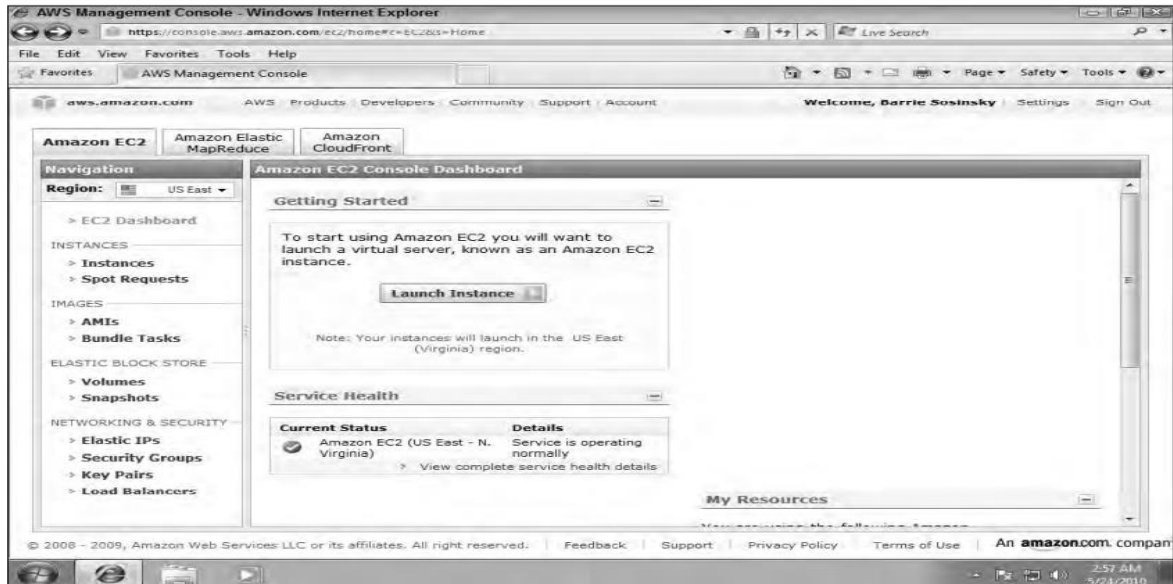 AWS Management Console - Windows Internet Explorer
https://console.aws.amazon.com/ec2/home#c=EC2&s=Home
Live Search
File Edit View Favorites Tools Help
Favorites AWS Management Console Page Safety Tools
aws.amazon.com AWS Products Developers Community Support Account Welcome, Barrie Sosinsky Settings Sign Out
Amazon EC2
Amazon Elastic MapReduce
Amazon CloudFront
Navigation
Region: US East
> EC2 Dashboard
INSTANCES
> Instances
> Spot Requests
IMAGES
> AMIs
> Bundle Tasks
ELASTIC BLOCK STORE
> Volumes
> Snapshots
NETWORKING & SECURITY
> Elastic IPs
> Security Groups
> Key Pairs
> Load Balancers
Amazon EC2 Console Dashboard
Getting Started
To start using Amazon EC2 you will want to
launch a virtual server, known as an Amazon EC2
instance.
Launch Instance
Note: Your instances will launch in the US East
(Virginia) region.
Service Health
Current Status Details
Amazon EC2 (US East - N. Service is operating
Virginia) normally
> View complete service health details
My Resources
You are using the following Amazon
© 2008 - 2009, Amazon Web Services LLC or its affiliates. All right reserved. Feedback Support Privacy Policy Terms of Use An amazon.com. compan
2:57 AM
5/24/2010